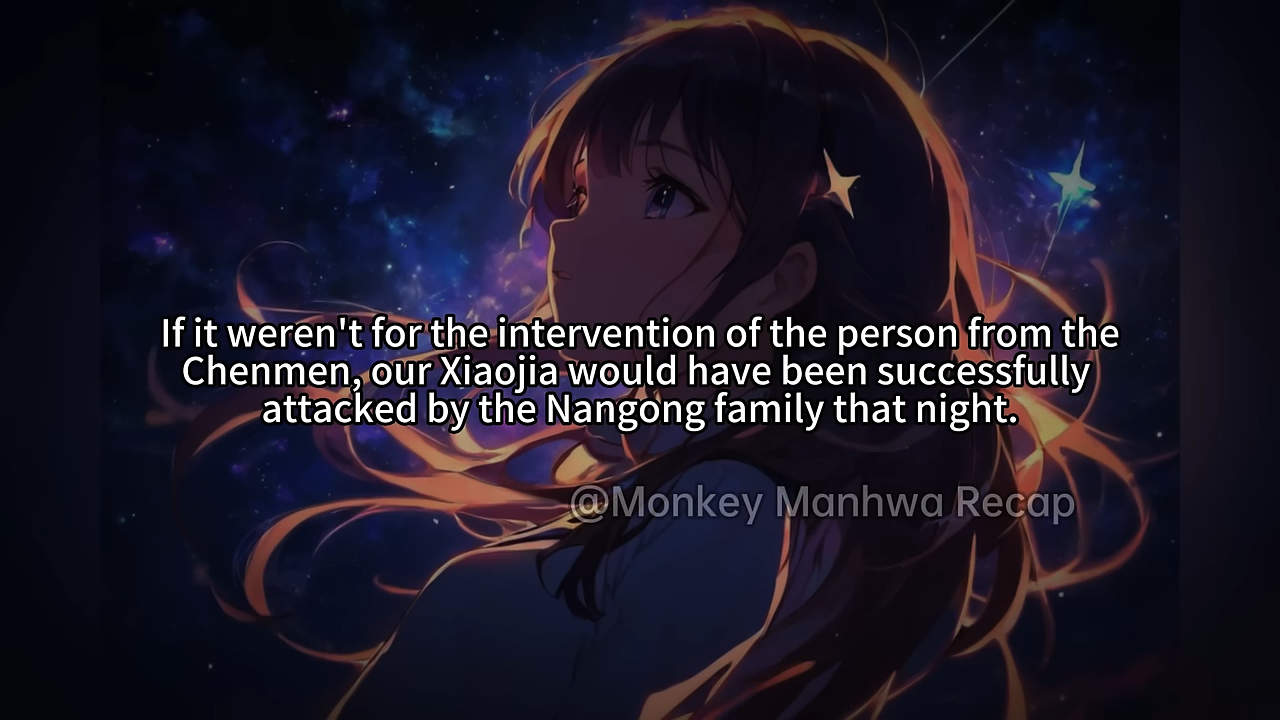 If it weren't for the intervention of the person from the
Chenmen, our Xiaojia would have been successfully
attacked by the Nangong family that night.
@Monkey Manhwa Recap